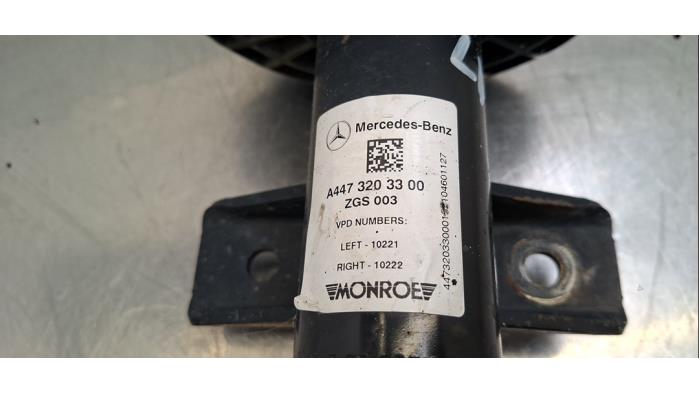 Mercedes-Benz
A447 320 33 00
ZGS 003
VPD NUMBERS:
LEFT - 10221
RIGHT - 10222
MONROE